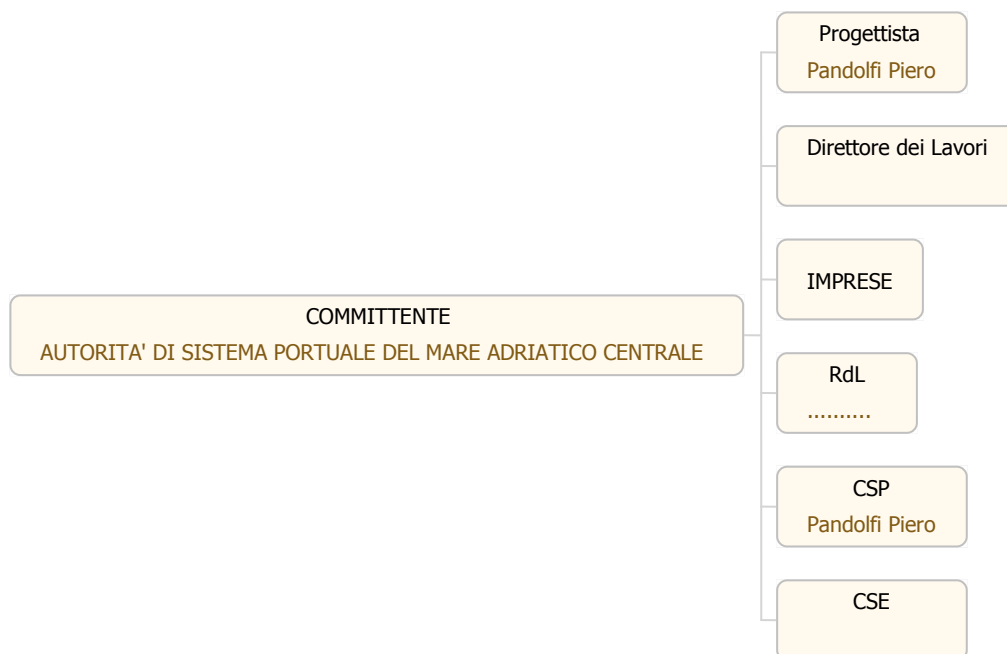 Progettista
Pandolfi Piero
Direttore dei Lavori
IMPRESE
COMMITTENTE
AUTORITA' DI SISTEMA PORTUALE DEL MARE ADRIATICO CENTRALE
RdL
..........
CSP
Pandolfi Piero
CSE